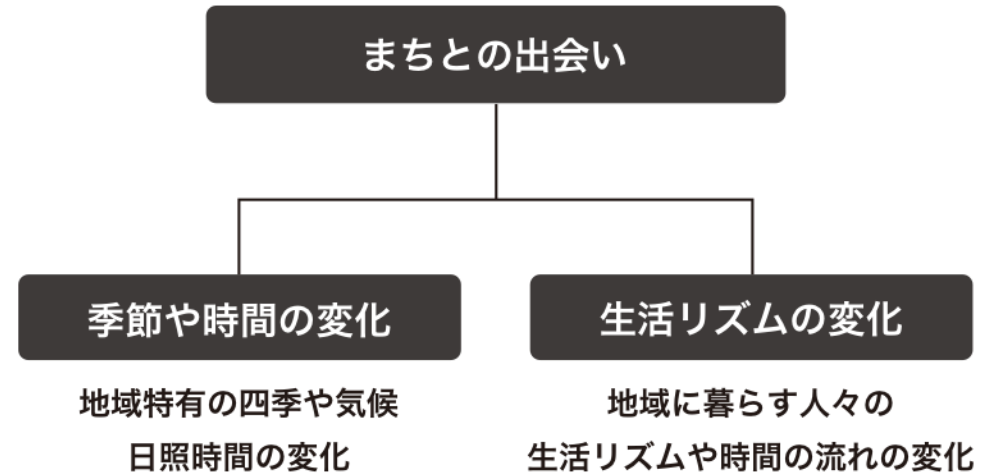 まちとの出会い
季節や時間の変化
地域特有の四季や気候
日照時間の変化
生活リズムの変化
地域に暮らす人々の
生活リズムや時間の流れの変化